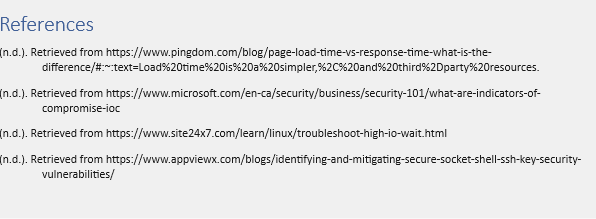 References
(n.d.). Retrieved from https://www.pingdom.com/blog/page-load-time-vs-response-time-what-is-the-
difference/#:~:text=Load%20time%20is%20a%20simpler,%2C%20and%20third%2Dparty%20resources.
(n.d.). Retrieved from https://www.microsoft.com/en-ca/security/business/security-101/what-are-indicators-of-
compromise-ioc
(n.d.). Retrieved from https://www.site24x7.com/learn/linux/troubleshoot-high-io-wait.html
(n.d.). Retrieved from https://www.appviewx.com/blogs/identifying-and-mitigating-secure-socket-shell-ssh-key-security-
vulnerabilities/